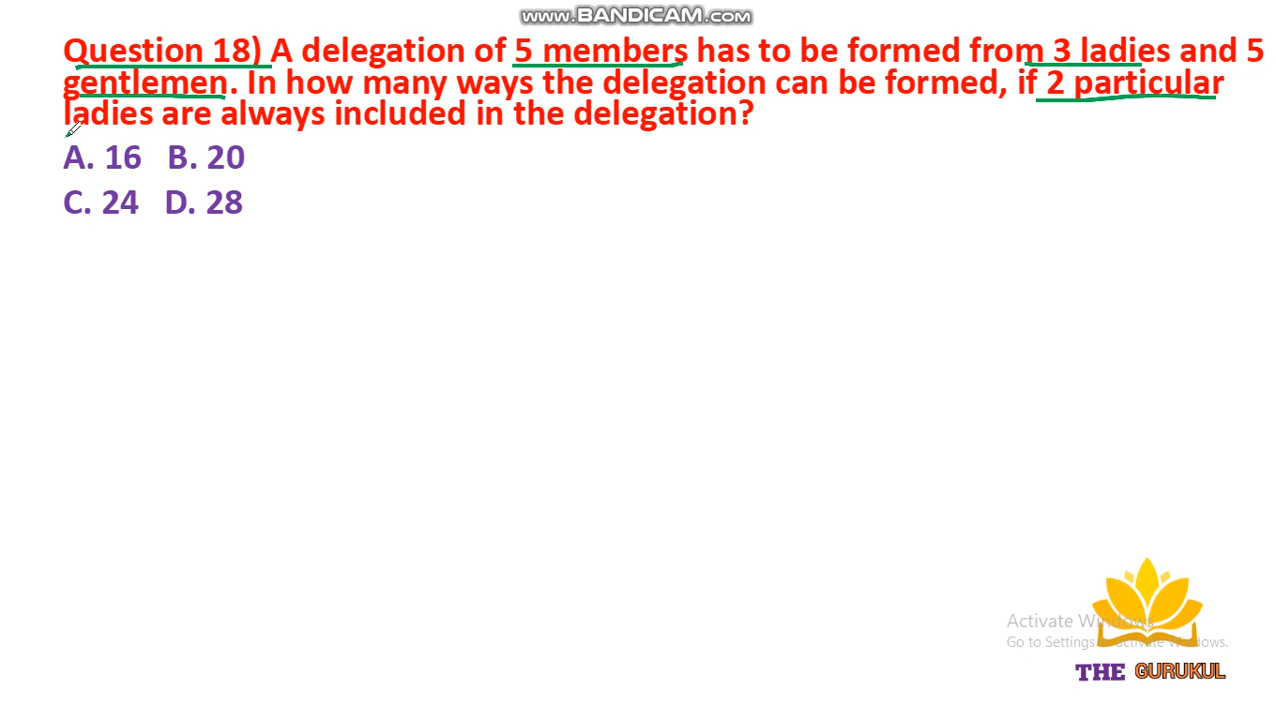 www.BANDICAM.com
Question 18) A delegation of 5 members has to be formed from 3 ladies and 5
gentlemen. In how many ways the delegation can be formed, if 2 particular
ladies are always included in the delegation?
A. 16 B. 20
C. 24 D. 28
Activate Windows
Go to Settings to activate Windows.
THE GURUKUL